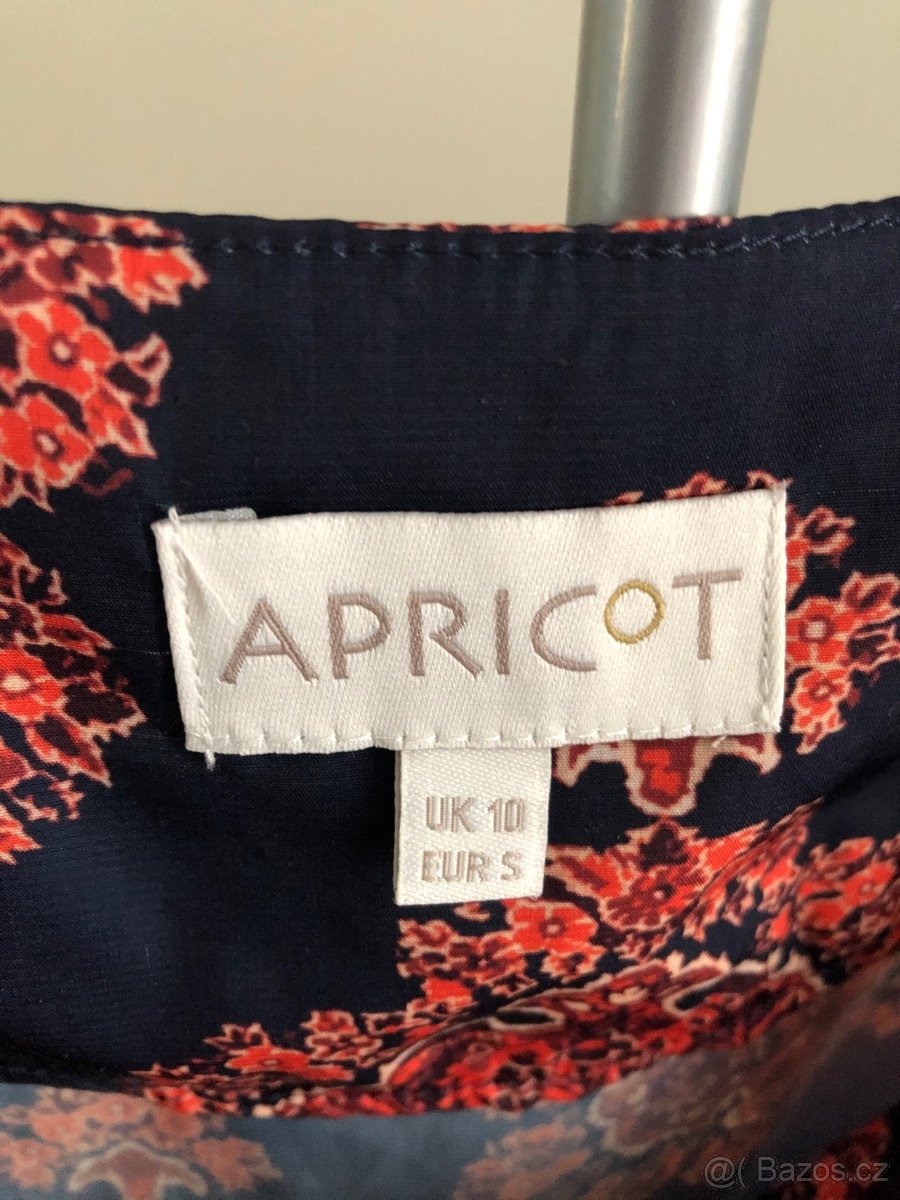 APRICOT
UK 10
EUR S
@( Bazos.cz